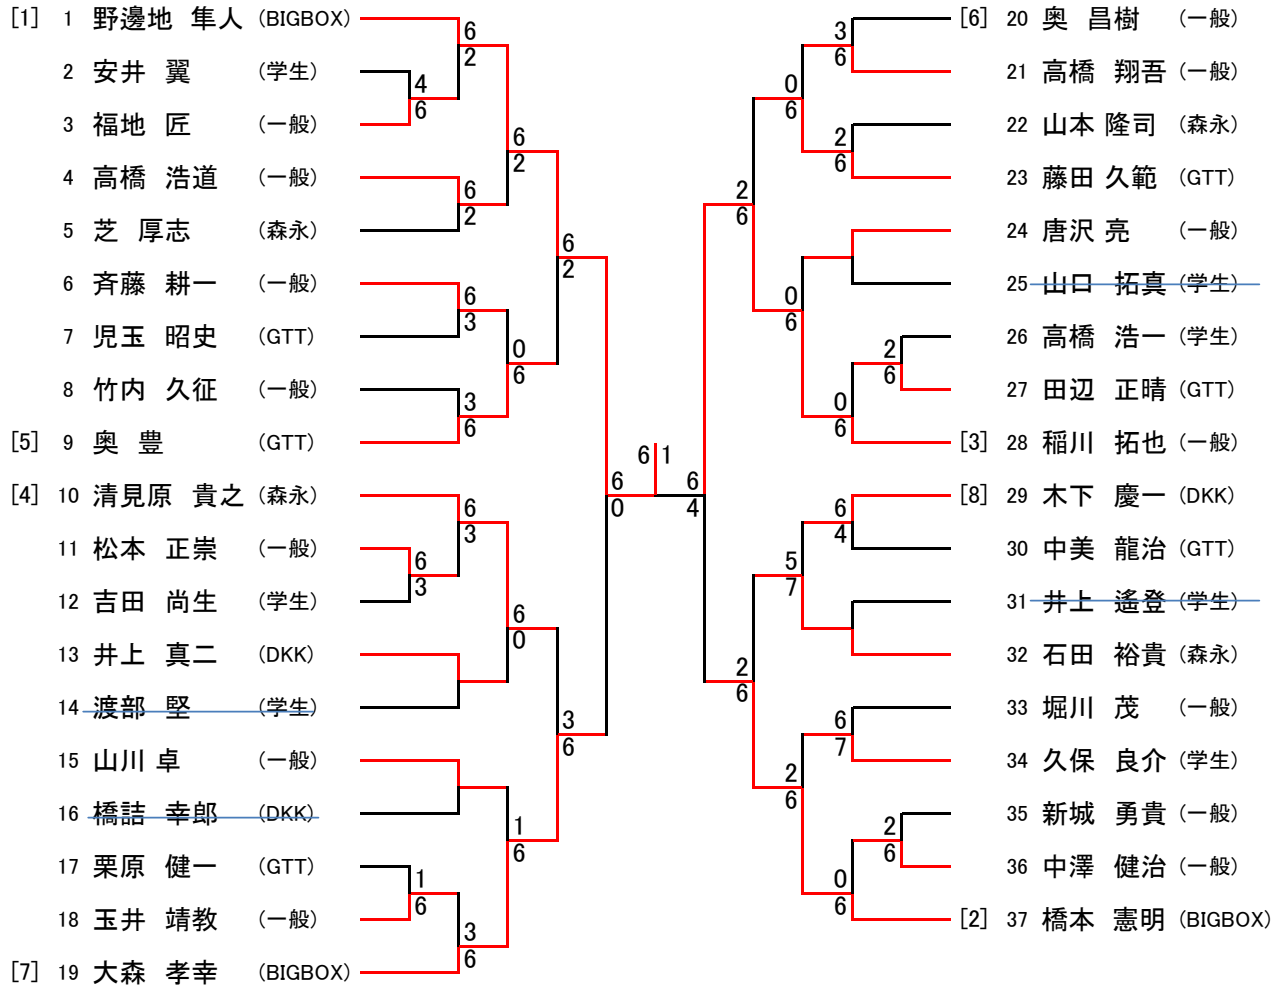 [1] 1 野邊地 隼人 (BIGBOX)
2 安井 翼 (学生)
3 福地 匠 (一般)
4 高橋 浩道 (一般)
5 芝 厚志 (森永)
6 斉藤 耕一 (一般)
7 児玉 昭史 (GTT)
8 竹内 久征 (一般)
[5] 9 奥 豊 (GTT)
[4] 10 清見原 貴之 (森永)
11 松本 正崇 (一般)
12 吉田 尚生 (学生)
13 井上 真二 (DKK)
14 渡部 堅 (学生)
15 山川 卓 (一般)
16 橋詰 幸郎 (DKK)
17 栗原 健一 (GTT)
18 玉井 靖教 (一般)
[7] 19 大森 孝幸 (BIGBOX)
6
2
4
6
6
2
6
2
6
2
6
3
0
6
3
6
6
0
6
3
6
3
6
0
3
6
1
6
1
6
3
6
6 1
6
4
3
6
0
6
2
6
2
6
0
6
2
6
0
6
6
4
5
7
2
6
6
7
2
6
2
6
0
6
[6] 20 奥 昌樹 (一般)
21 高橋 翔吾 (一般)
22 山本 隆司 (森永)
23 藤田 久範 (GTT)
24 唐沢 亮 (一般)
25 山口 拓真 (学生)
26 高橋 浩一 (学生)
27 田辺 正晴 (GTT)
[3] 28 稲川 拓也 (一般)
[8] 29 木下 慶一 (DKK)
30 中美 龍治 (GTT)
31 井上 遙登 (学生)
32 石田 裕貴 (森永)
33 堀川 茂 (一般)
34 久保 良介 (学生)
35 新城 勇貴 (一般)
36 中澤 健治 (一般)
[2] 37 橋本 憲明 (BIGBOX)